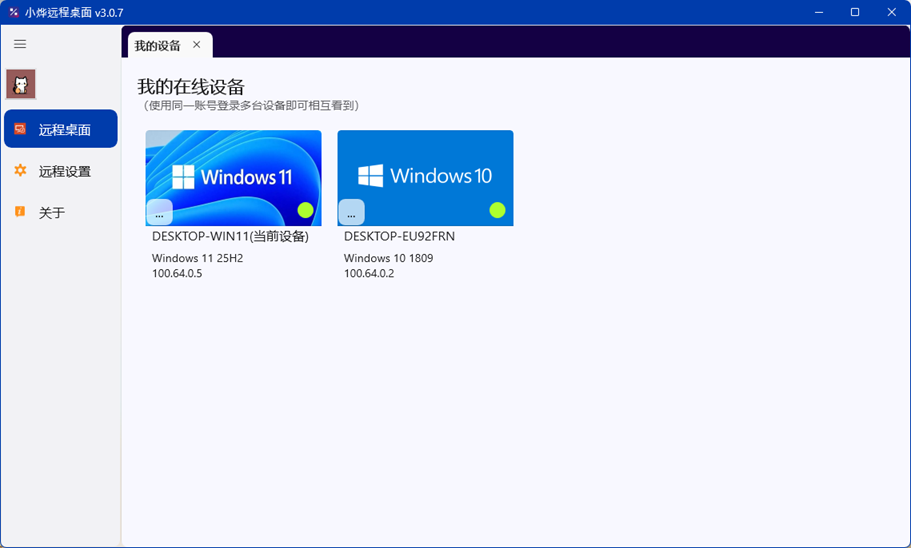 小烨远程桌面 v3.0.7
我的设备
远程桌面
远程设置
关于
我的在线设备
（使用同一账号登录多台设备即可相互看到）
Windows 11
...
DESKTOP-WIN11(当前设备)
Windows 11 25H2
100.64.0.5
Windows 10
...
DESKTOP-EU92FRN
Windows 10 1809
100.64.0.2